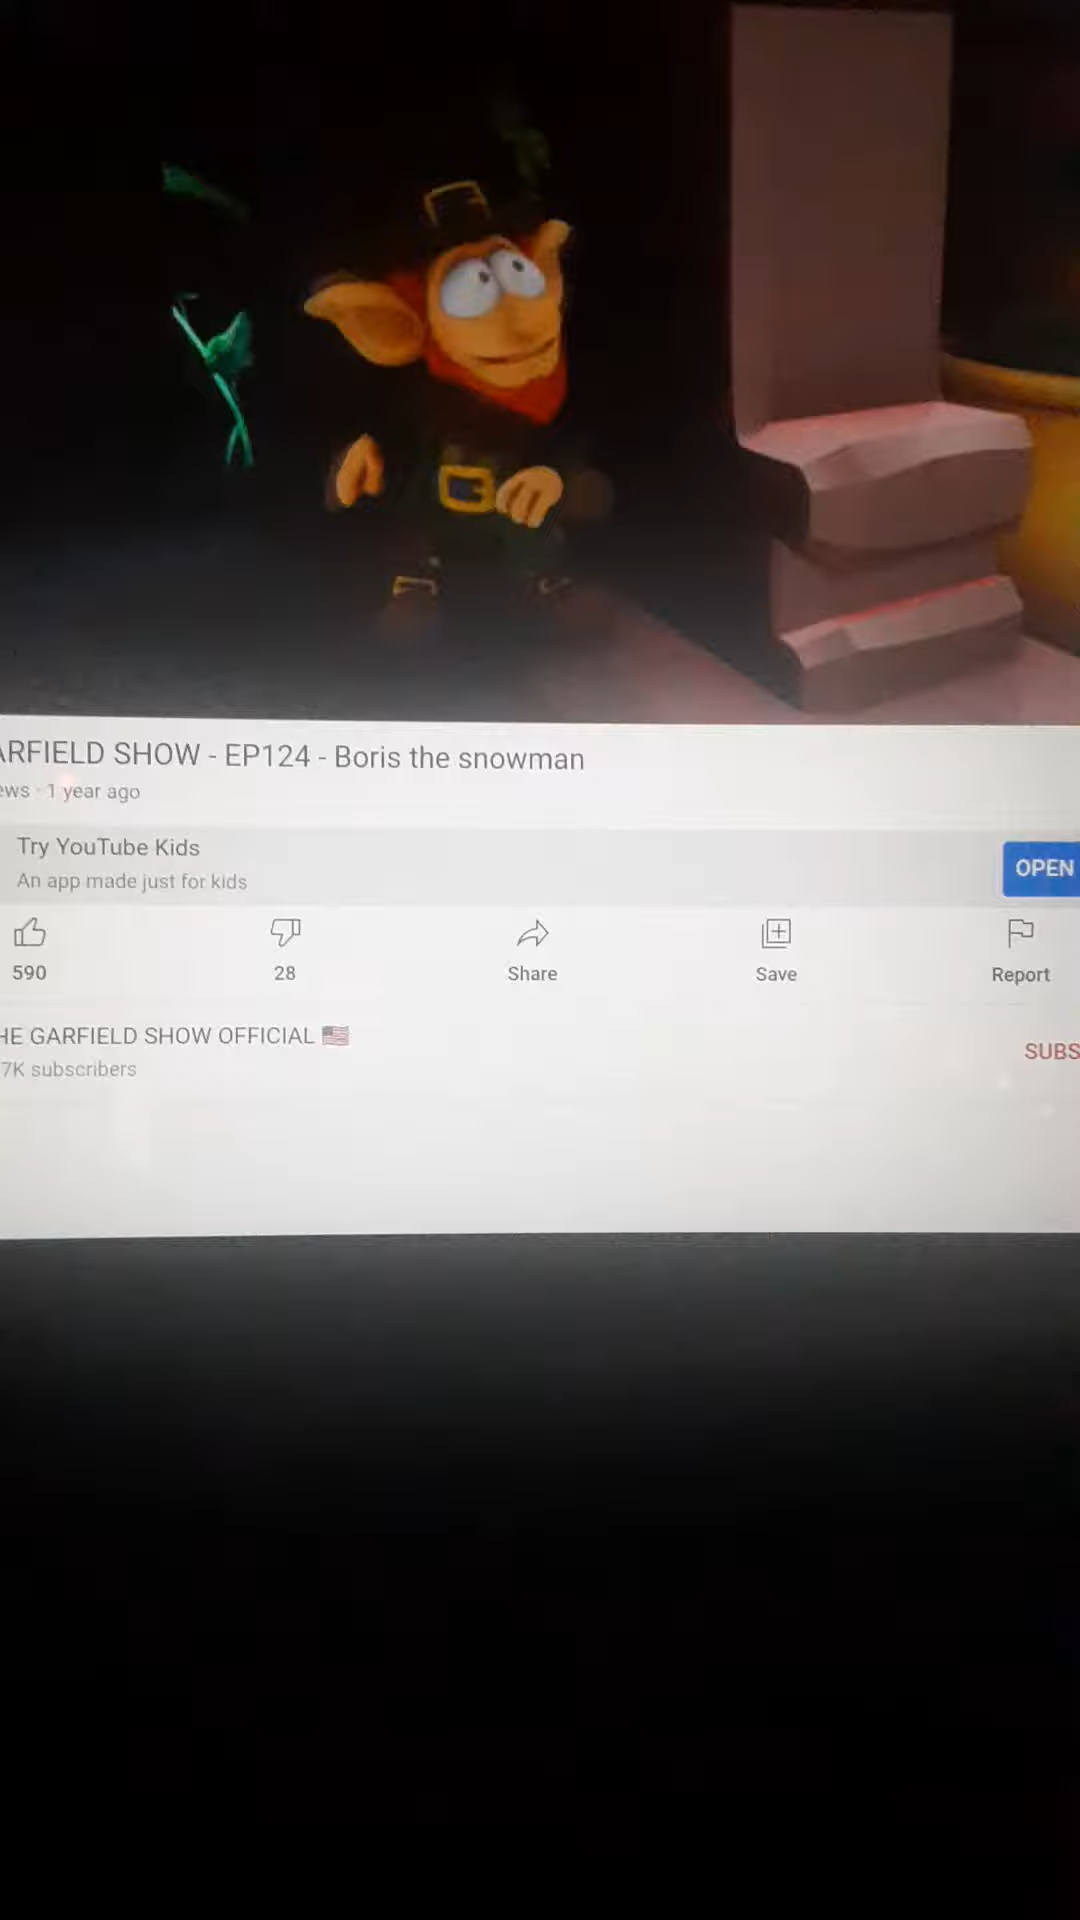 ARFIELD SHOW - EP124 - Boris the snowman
ews · 1 year ago
Try YouTube Kids
An app made just for kids
OPEN
590
28
Share
Save
Report
HE GARFIELD SHOW OFFICIAL 🇺🇸
7K subscribers
SUBS